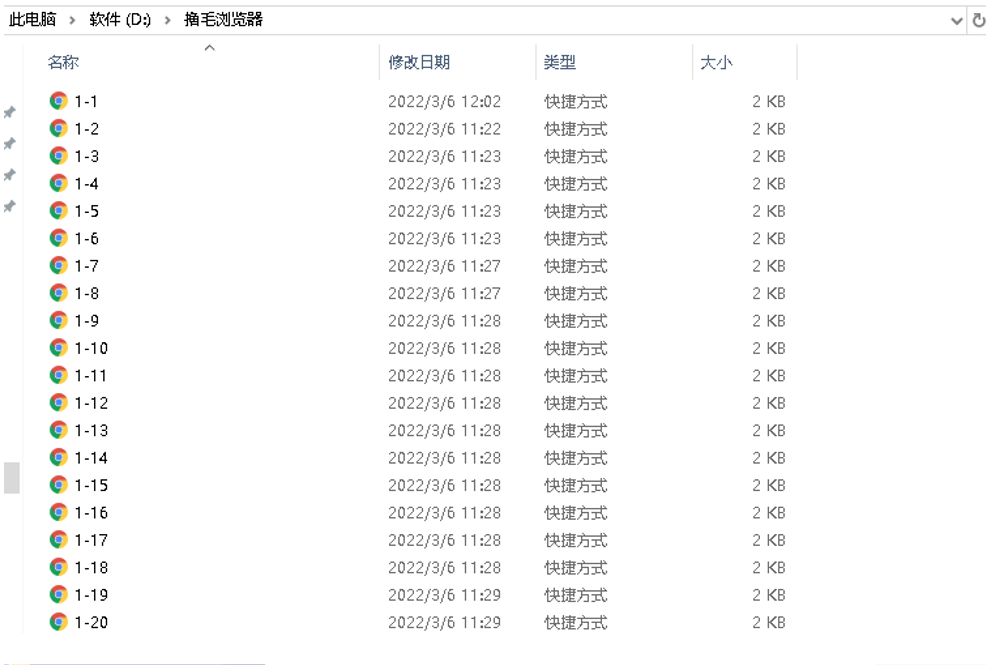 此电脑 > 软件 (D:) > 撸毛浏览器
名称 修改日期 类型 大小
1-1 2022/3/6 12:02 快捷方式 2 KB
1-2 2022/3/6 11:22 快捷方式 2 KB
1-3 2022/3/6 11:23 快捷方式 2 KB
1-4 2022/3/6 11:23 快捷方式 2 KB
1-5 2022/3/6 11:23 快捷方式 2 KB
1-6 2022/3/6 11:23 快捷方式 2 KB
1-7 2022/3/6 11:27 快捷方式 2 KB
1-8 2022/3/6 11:27 快捷方式 2 KB
1-9 2022/3/6 11:28 快捷方式 2 KB
1-10 2022/3/6 11:28 快捷方式 2 KB
1-11 2022/3/6 11:28 快捷方式 2 KB
1-12 2022/3/6 11:28 快捷方式 2 KB
1-13 2022/3/6 11:28 快捷方式 2 KB
1-14 2022/3/6 11:28 快捷方式 2 KB
1-15 2022/3/6 11:28 快捷方式 2 KB
1-16 2022/3/6 11:28 快捷方式 2 KB
1-17 2022/3/6 11:28 快捷方式 2 KB
1-18 2022/3/6 11:28 快捷方式 2 KB
1-19 2022/3/6 11:29 快捷方式 2 KB
1-20 2022/3/6 11:29 快捷方式 2 KB